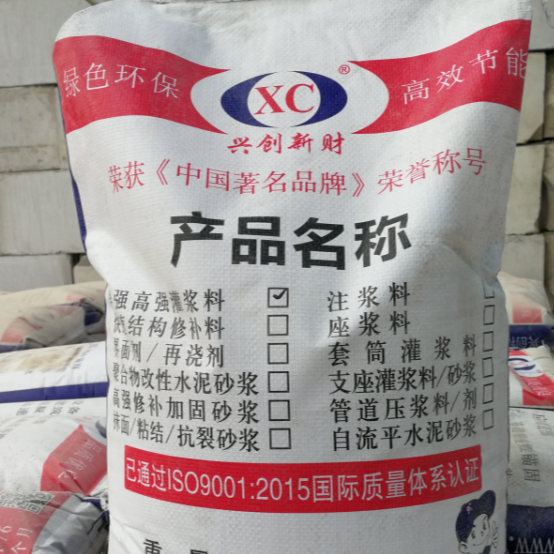 绿色环保
XC®
高效节能
兴创新财
荣获《中国著名品牌》荣誉称号
产品名称
强高强灌浆料 ☑ 注浆料 □
结构修补料 □ 座浆料 □
界面剂/再浇剂 □ 套筒灌浆料 □
聚合物改性水泥砂浆 □ 支座灌浆料/砂浆 □
高强修补加固砂浆 □ 管道压浆料/剂 □
饰面/粘结/抗裂砂浆 □ 自流平水泥砂浆 □
已通过ISO9001:2015国际质量体系认证